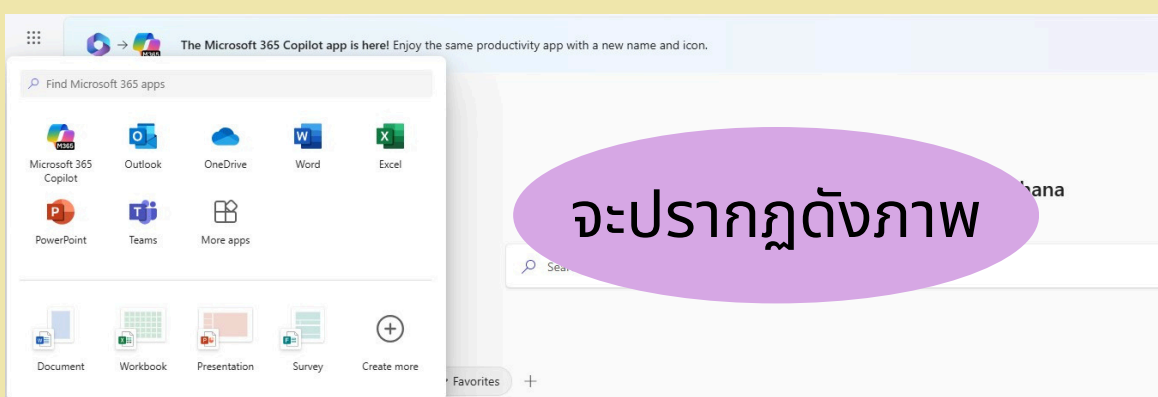 The Microsoft 365 Copilot app is here! Enjoy the same productivity app with a new name and icon.
M365
Find Microsoft 365 apps
M365
Microsoft 365 Copilot
Outlook
OneDrive
Word
Excel
PowerPoint
Teams
More apps
Document
Workbook
Presentation
Survey
Create more
จะปรากฏดังภาพ
hana
Favorites